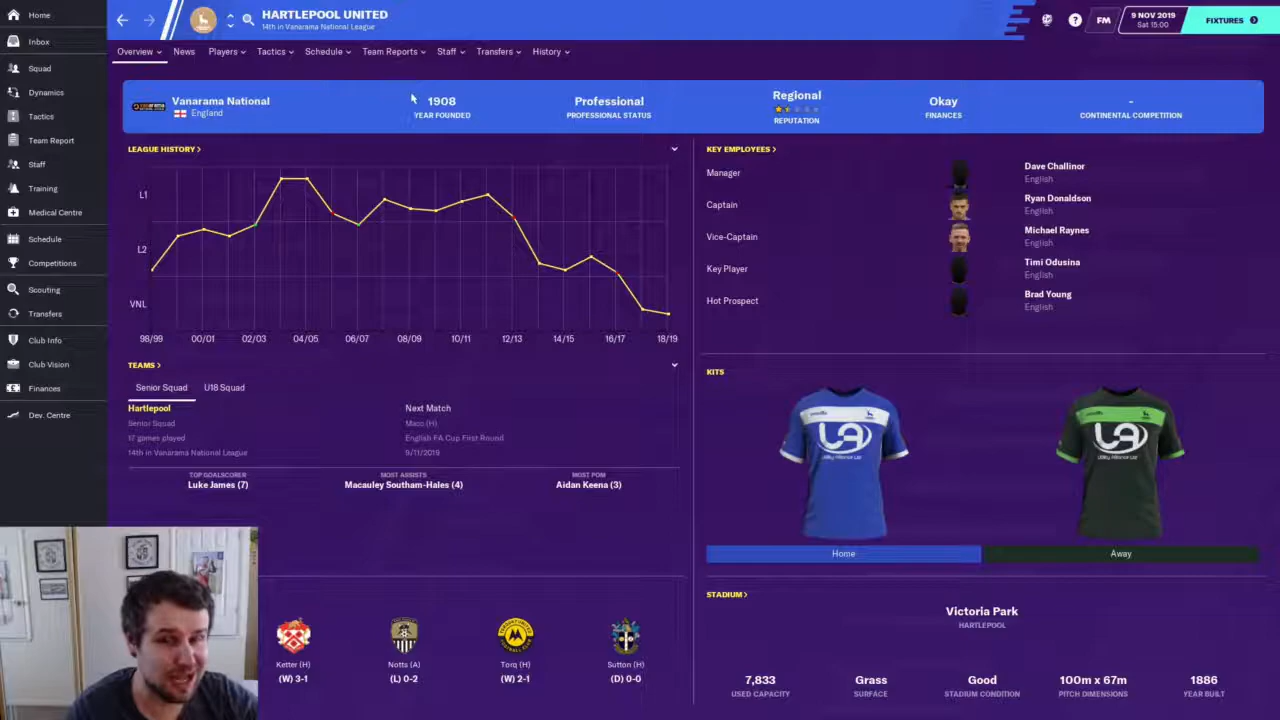 HARTLEPOOL UNITED
14th in Vanarama National League
FM
9 NOV 2019
Sat 15:00
FIXTURES
Home
Inbox
Squad
Dynamics
Tactics
Team Report
Staff
Training
Medical Centre
Schedule
Competitions
Scouting
Transfers
Club Info
Club Vision
Finances
Dev. Centre
Overview
News
Players
Tactics
Schedule
Team Reports
Staff
Transfers
History
Vanarama National
England
1908
YEAR FOUNDED
Professional
PROFESSIONAL STATUS
Regional
REPUTATION
Okay
FINANCES
-
CONTINENTAL COMPETITION
LEAGUE HISTORY >
L1
L2
VNL
98/99 00/01 02/03 04/05 06/07 08/09 10/11 12/13 14/15 16/17 18/19
TEAMS >
Senior Squad
U18 Squad
Hartlepool
Senior Squad
17 games played
14th in Vanarama National League
Next Match
Macc (H)
English FA Cup First Round
9/11/2019
TOP GOALSCORER
Luke James (7)
MOST ASSISTS
Macauley Southam-Hales (4)
MOST POM
Aidan Keena (3)
Ketter (H)
(W) 3-1
Notts (A)
(L) 0-2
Torq (H)
(W) 2-1
Sutton (H)
(D) 0-0
KEY EMPLOYEES >
Manager
Dave Challinor
English
Captain
Ryan Donaldson
English
Vice-Captain
Michael Raynes
English
Key Player
Timi Odusina
English
Hot Prospect
Brad Young
English
KITS
Home
Away
STADIUM >
Victoria Park
HARTLEPOOL
7,833
USED CAPACITY
Grass
SURFACE
Good
STADIUM CONDITION
100m x 67m
PITCH DIMENSIONS
1886
YEAR BUILT